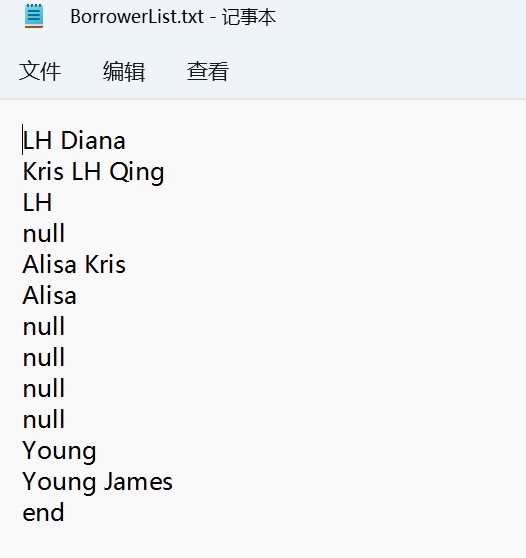 BorrowerList.txt - 记事本
文件 编辑 查看
LH Diana
Kris LH Qing
LH
null
Alisa Kris
Alisa
null
null
null
null
Young
Young James
end